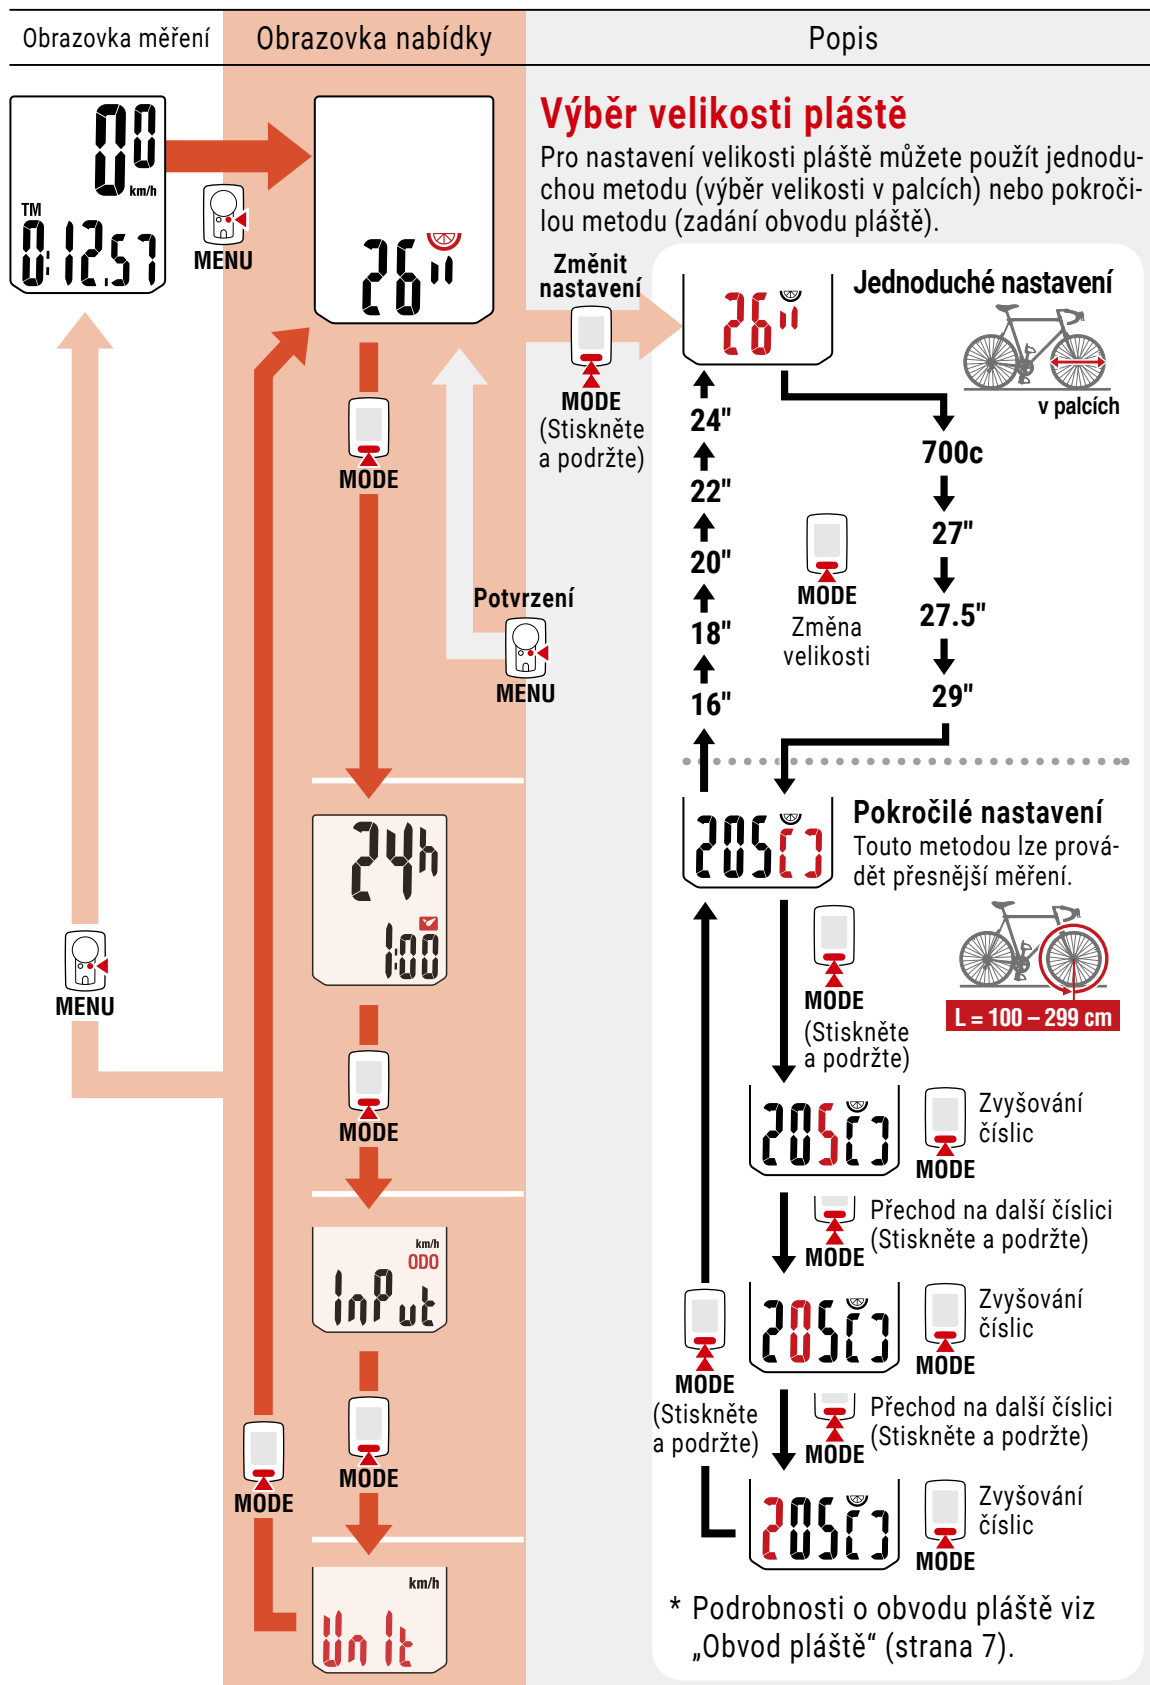 Obrazovka měření
Obrazovka nabídky
Popis
00
km/h
TM
0:12.57
MENU
26"
MODE
Potvrzení
MENU
24h
1:00
MODE
km/h
ODO
InPut
MODE
MODE
km/h
UnIt
MENU
Výběr velikosti pláště
Pro nastavení velikosti pláště můžete použít jednodu-
chou metodu (výběr velikosti v palcích) nebo pokroči-
lou metodu (zadání obvodu pláště).
Změnit
nastavení
MODE
(Stiskněte
a podržte)
26"
Jednoduché nastavení
v palcích
24"
22"
20"
18"
16"
700c
27"
27.5"
29"
MODE
Změna
velikosti
205[]
Pokročilé nastavení
Touto metodou lze prová-
dět přesnější měření.
L = 100 – 299 cm
MODE
(Stiskněte
a podržte)
205[]
MODE
Zvyšování
číslic
MODE
Přechod na další číslici
(Stiskněte a podržte)
205[]
MODE
Zvyšování
číslic
MODE
(Stiskněte
a podržte)
MODE
Přechod na další číslici
(Stiskněte a podržte)
205[]
MODE
Zvyšování
číslic
* Podrobnosti o obvodu pláště viz
„Obvod pláště“ (strana 7).